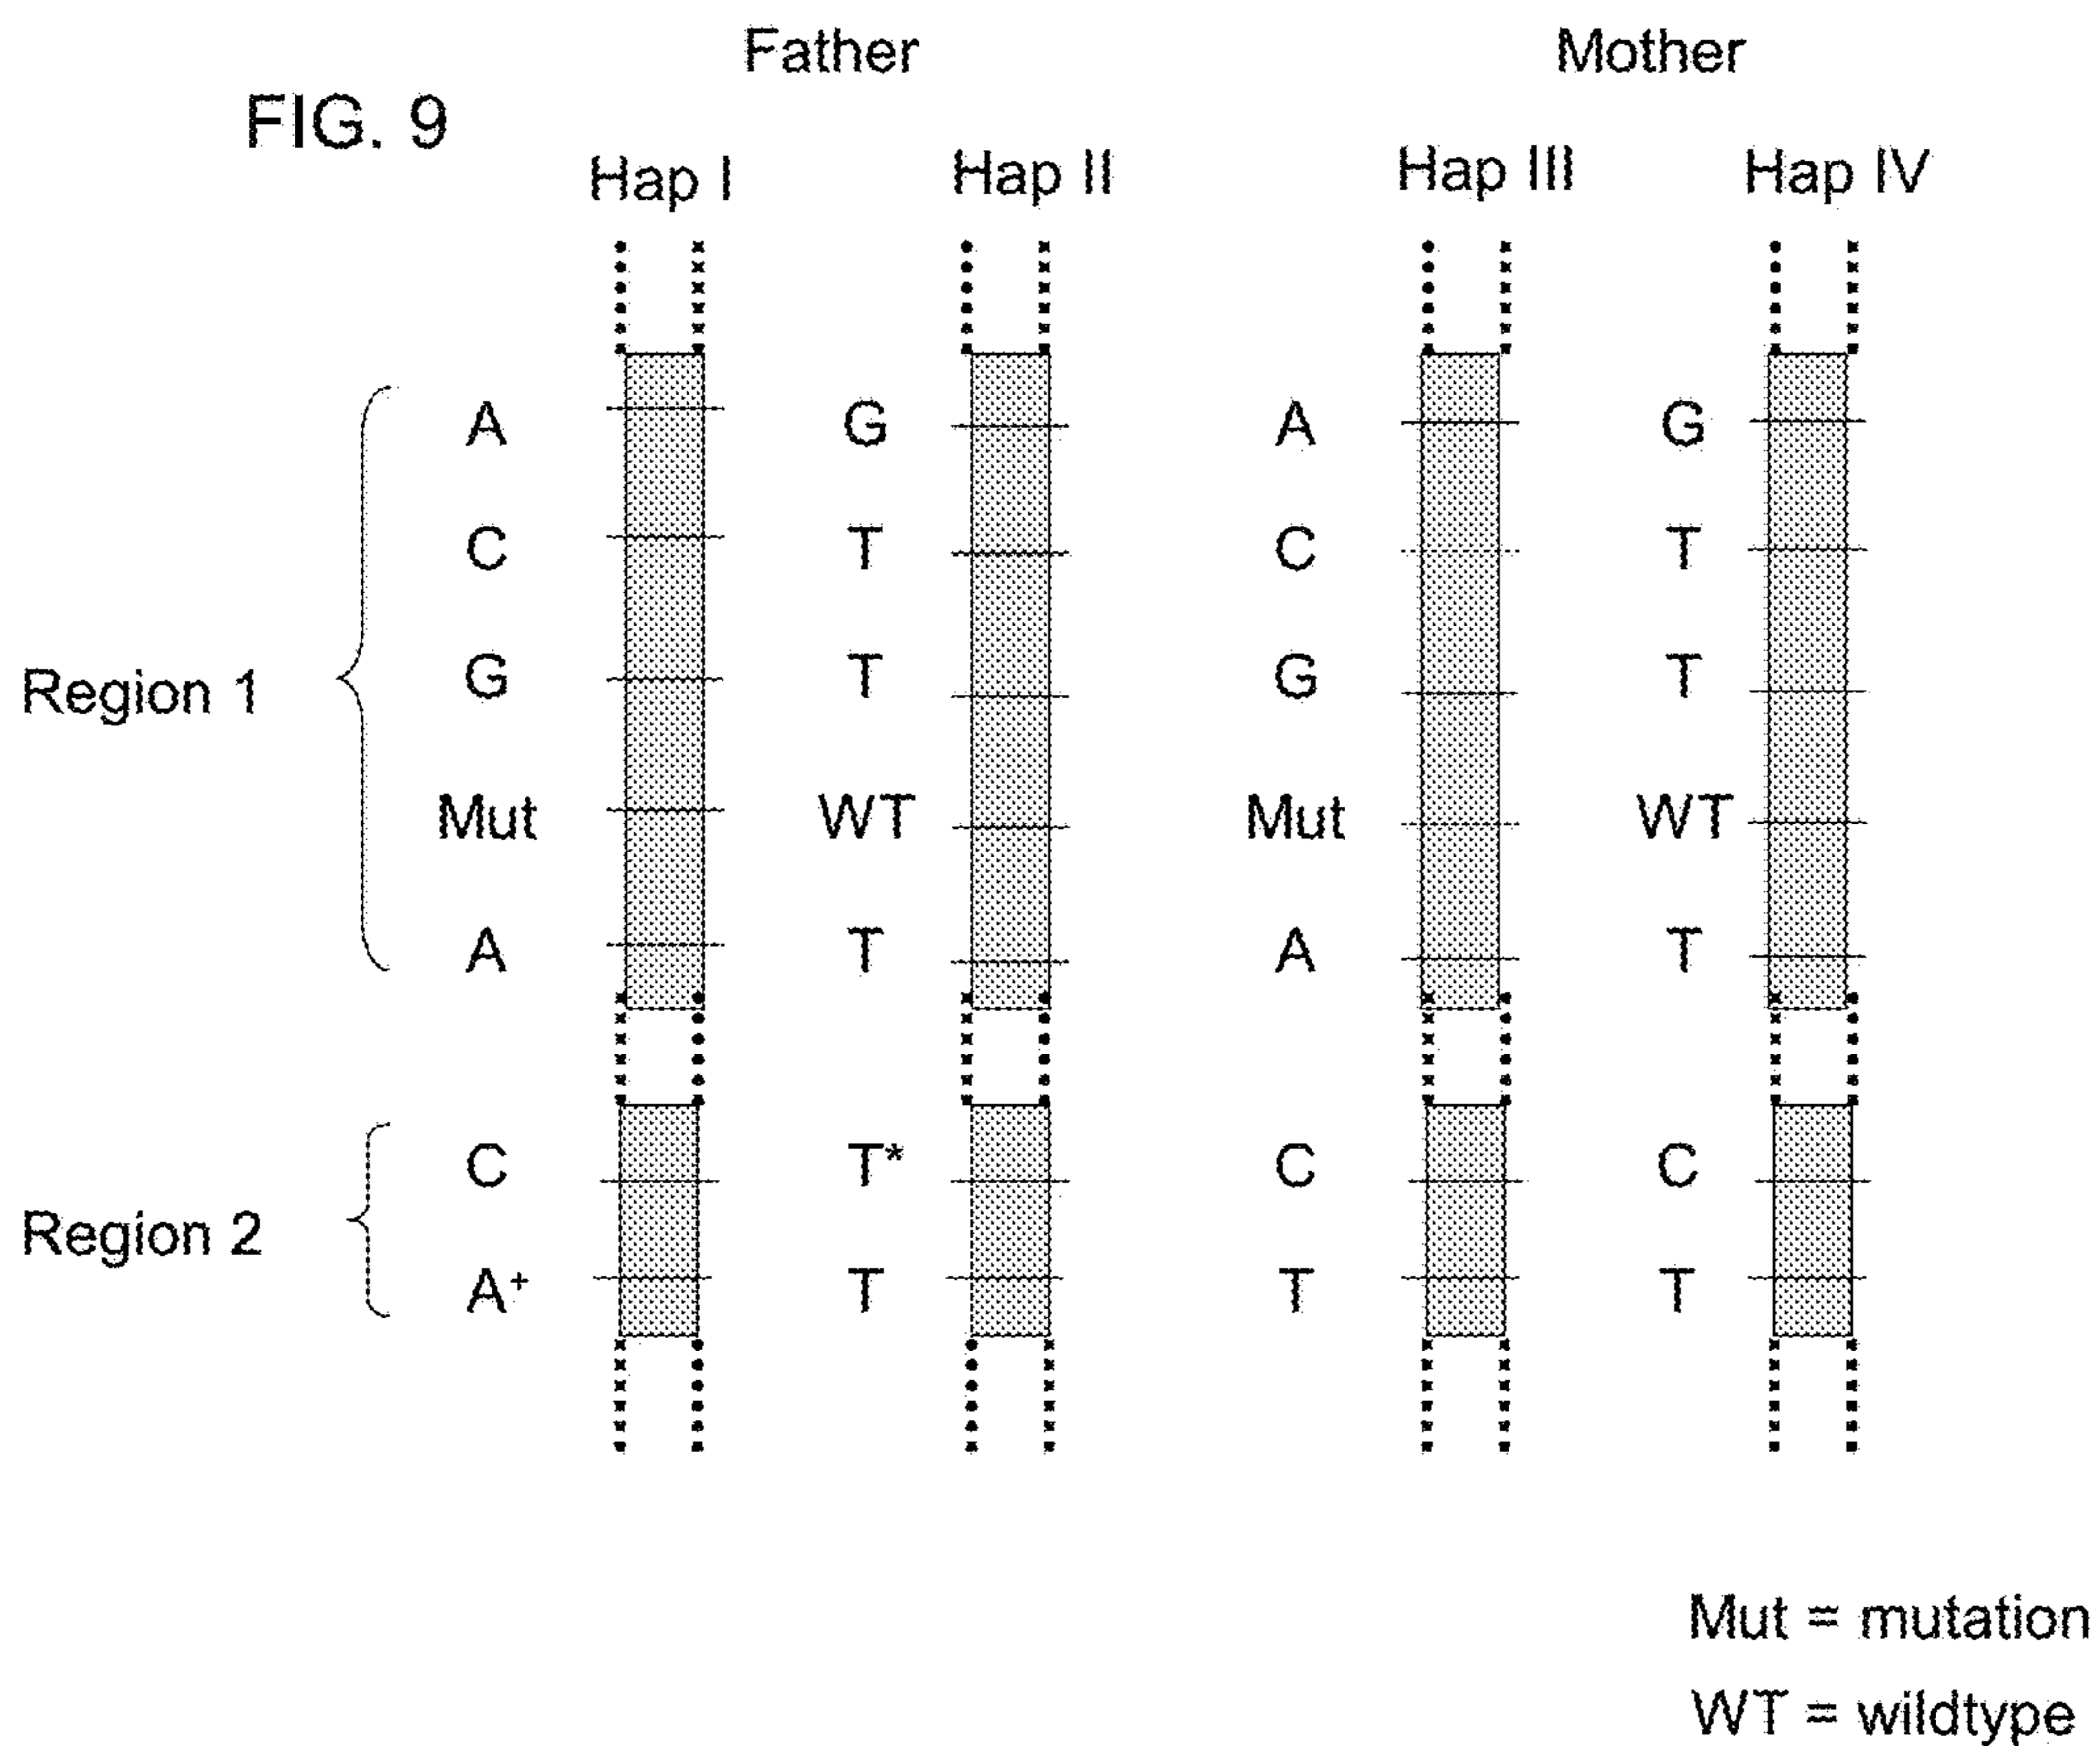 Father Mother
FIG. 9
Hap I Hap II Hap III Hap IV
A G A G
C T C T
G T G T
Region 1
Mut WT Mut WT
A T A T
C T* C C
Region 2
A+ T T T
Mut = mutation
WT = wildtype